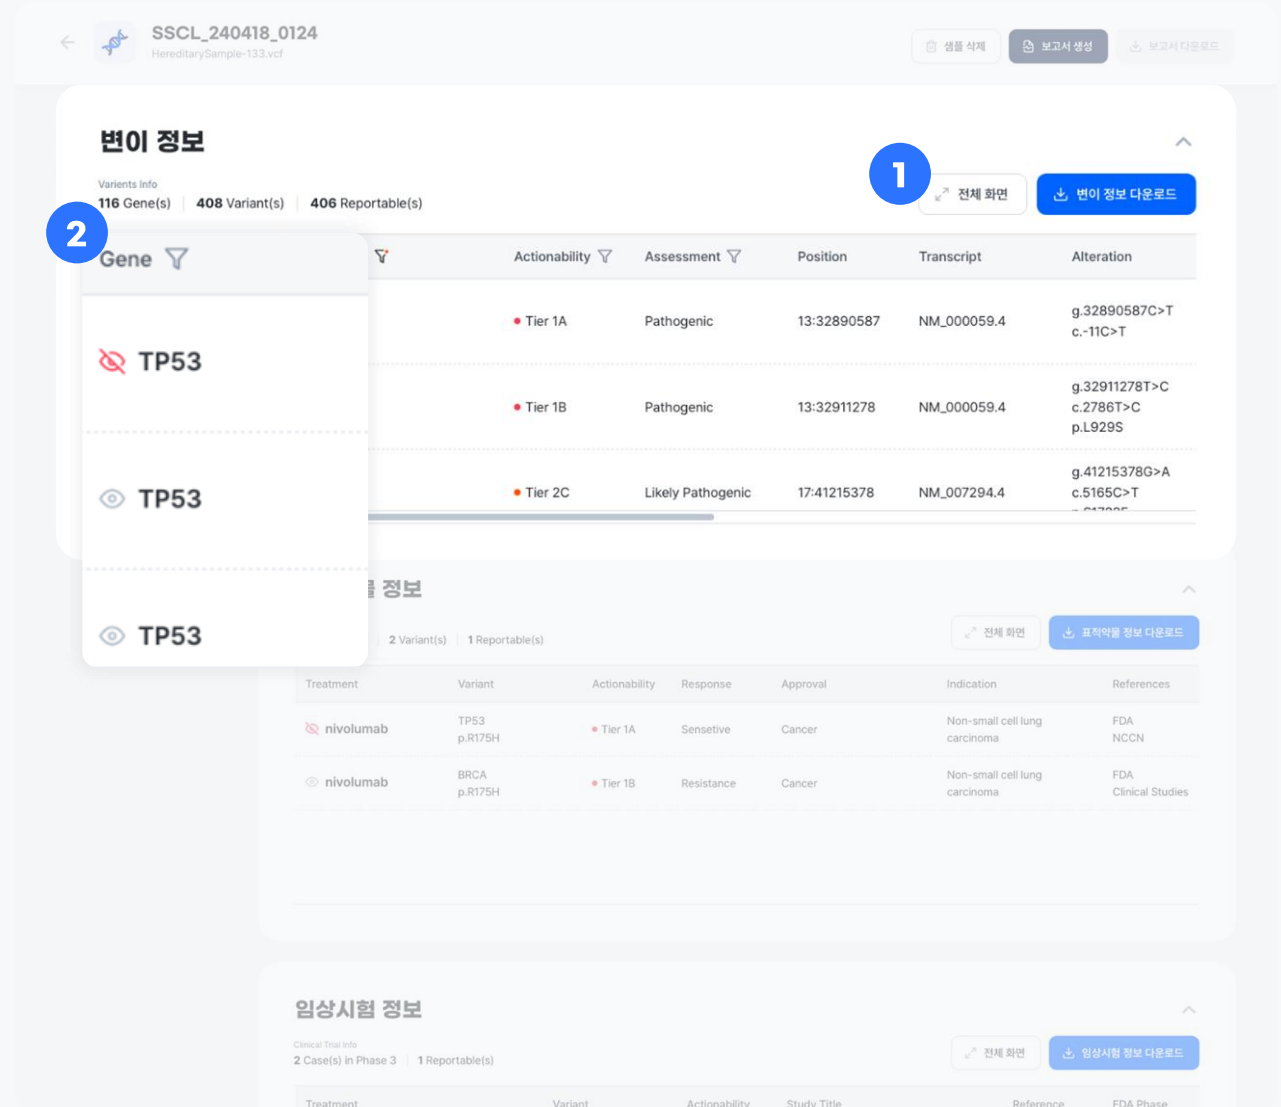 SSCL_240418_0124
HereditarySample-133.vcf
샘플 삭제
보고서 생성
보고서 다운로드
변이 정보
Varients Info
116 Gene(s) 408 Variant(s) 406 Reportable(s)
1
전체 화면
변이 정보 다운로드
2
Gene
Actionability Assessment Position Transcript Alteration
TP53
Tier 1A Pathogenic 13:32890587 NM_000059.4
g.32890587C>T
c.-11C>T
TP53
Tier 1B Pathogenic 13:32911278 NM_000059.4
g.32911278T>C
c.2786T>C
p.L929S
TP53
Tier 2C Likely Pathogenic 17:41215378 NM_007294.4
g.41215378G>A
c.5165C>T
정보
2 Variant(s) 1 Reportable(s)
전체 화면
표적약물 정보 다운로드
Treatment Variant Actionability Response Approval Indication References
nivolumab
TP53
p.R175H
Tier 1A Sensetive Cancer
Non-small cell lung
carcinoma
FDA
NCCN
nivolumab
BRCA
p.R175H
Tier 1B Resistance Cancer
Non-small cell lung
carcinoma
FDA
Clinical Studies
임상시험 정보
Clinical Trial Info
2 Case(s) in Phase 3 1 Reportable(s)
전체 화면
임상시험 정보 다운로드
Treatment Variant Actionability Study Title Reference FDA Phase